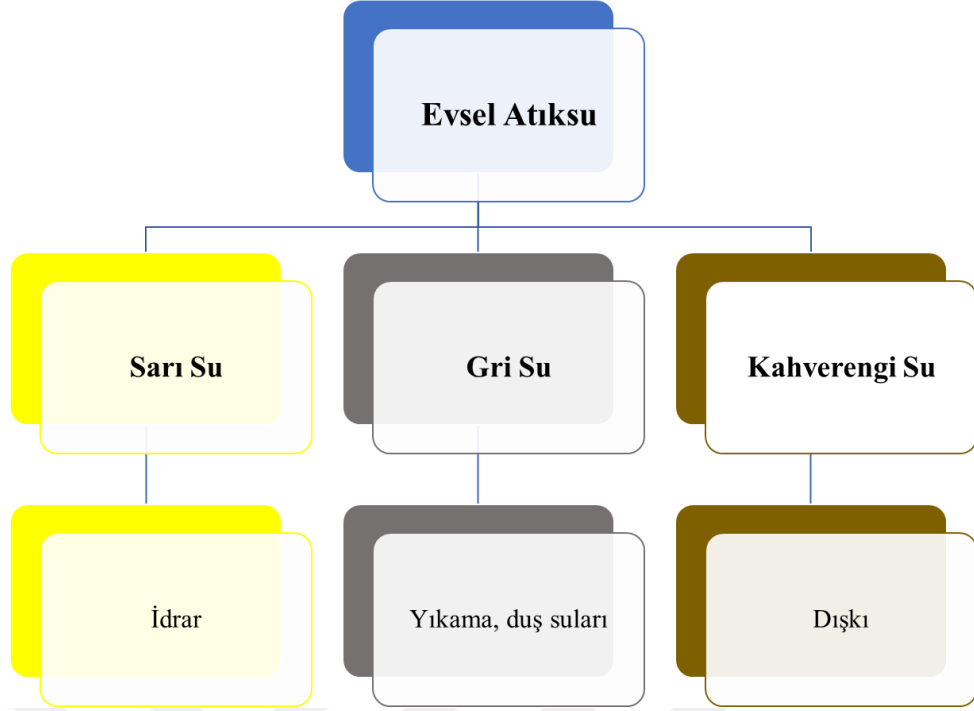 Evsel Atıksu
Sarı Su
Gri Su
Kahverengi Su
İdrar
Yıkama, duş suları
Dışkı